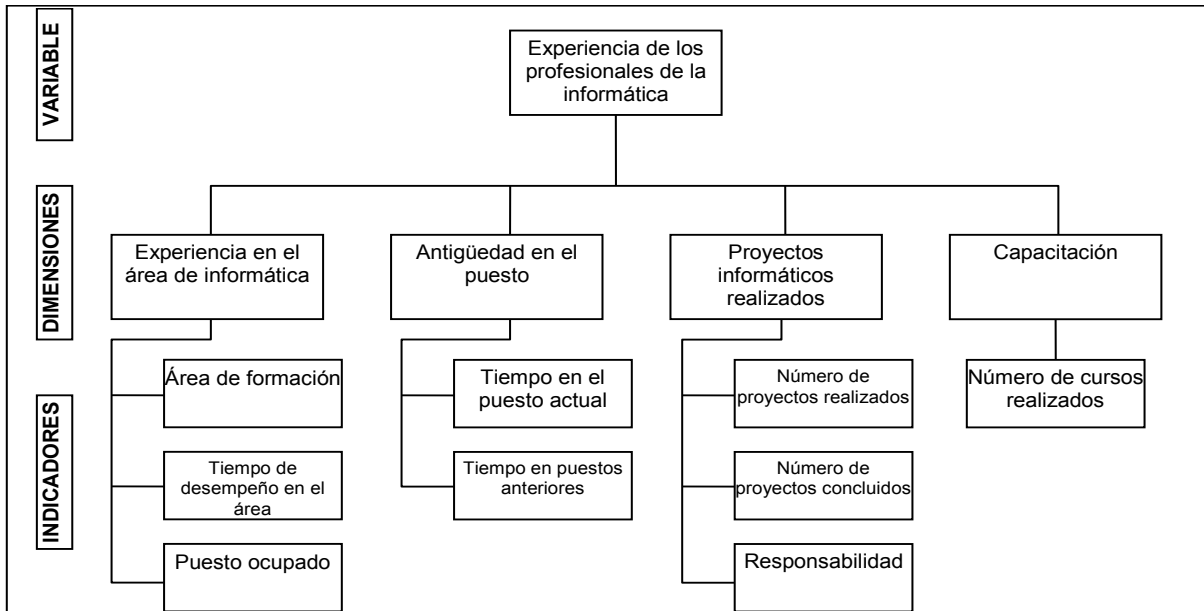 VARIABLE
Experiencia de los
profesionales de la
informática
DIMENSIONES
Experiencia en el
área de informática
Antigüedad en el
puesto
Proyectos
informáticos
realizados
Capacitación
INDICADORES
Área de formación
Tiempo de
desempeño en el
área
Puesto ocupado
Tiempo en el
puesto actual
Tiempo en puestos
anteriores
Número de
proyectos realizados
Número de
proyectos concluidos
Responsabilidad
Número de cursos
realizados